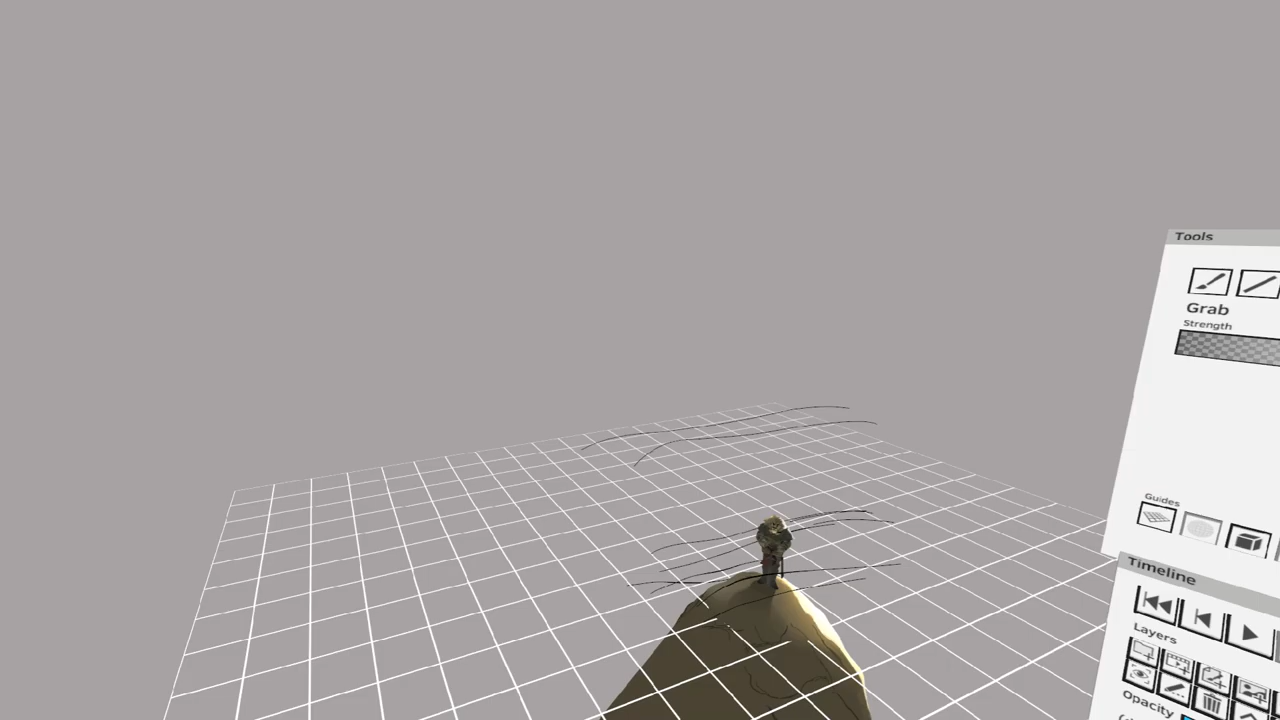 Tools
Grab
Strength
Guides
Timeline
Layers
Opacity